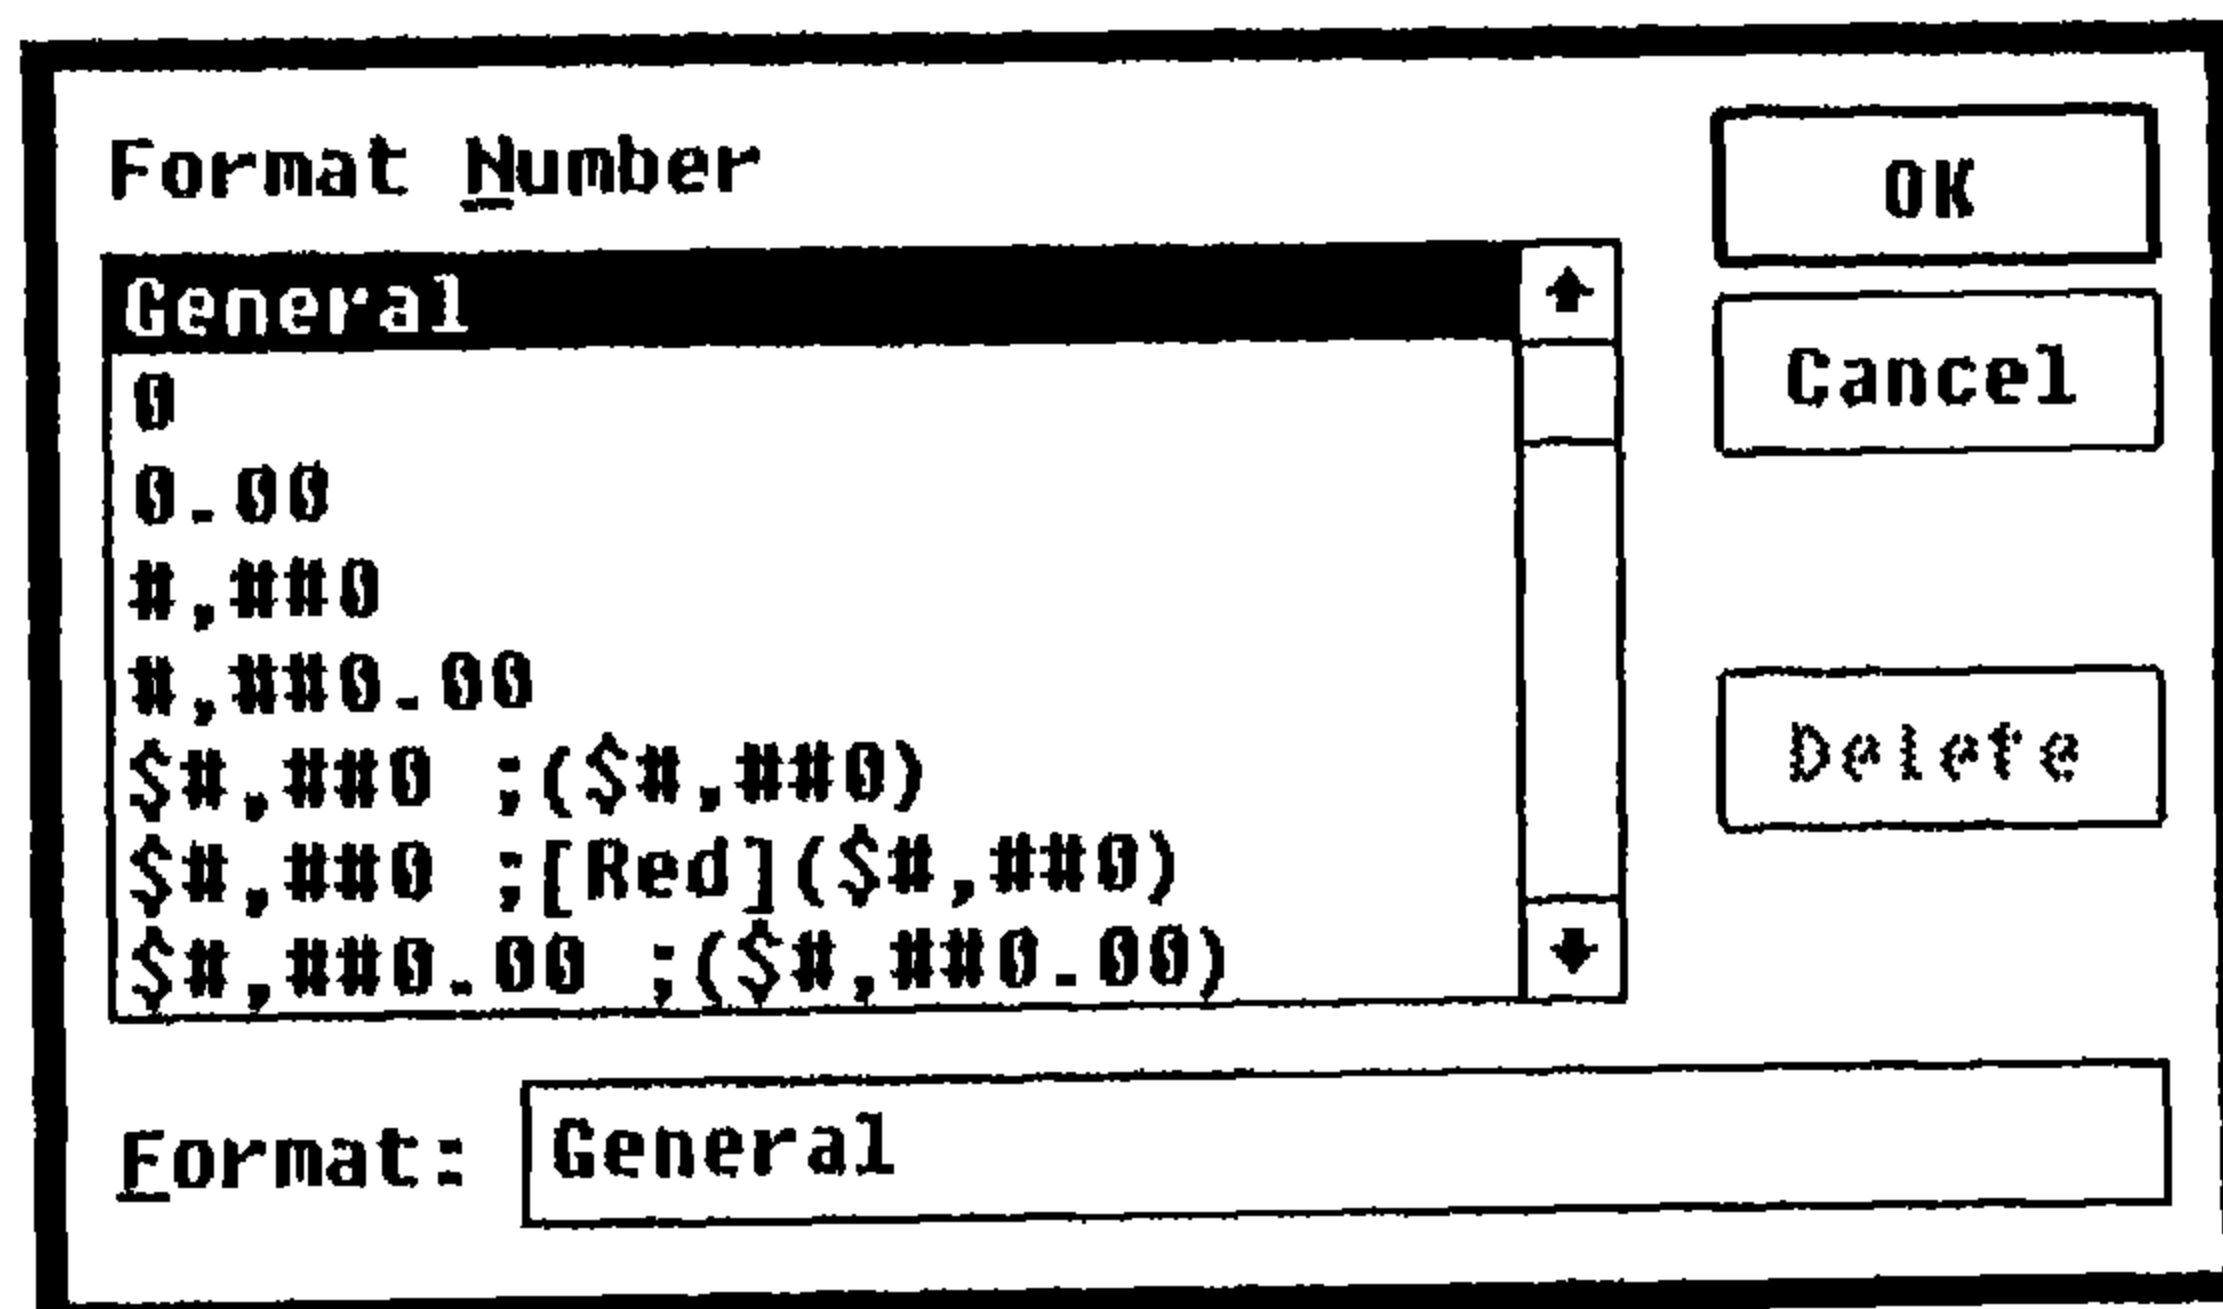 Format Number
OK
General
Cancel
0
0.00
#,##0
#,##0.00
Delete
$#,##0 ;($#,##0)
$#,##0 ;[Red]($#,##0)
$#,##0.00 ;($#,##0.00)
Format: General